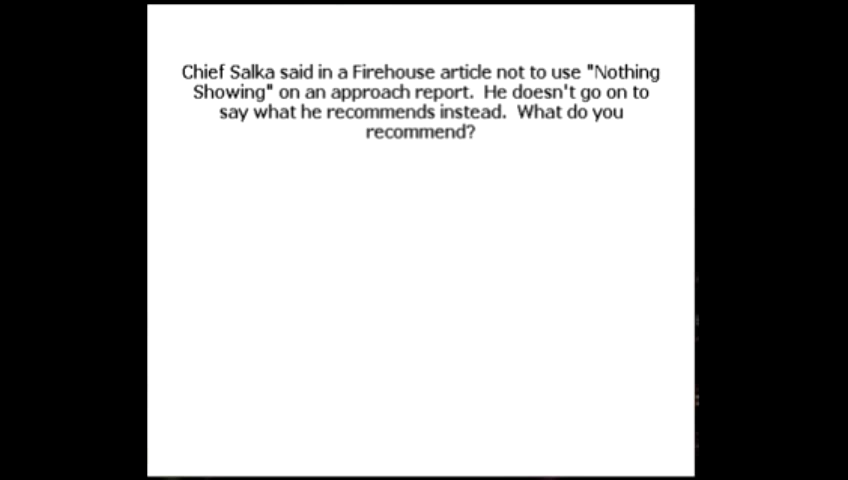 Chief Salka said in a Firehouse article not to use "Nothing
Showing" on an approach report.  He doesn't go on to
say what he recommends instead.  What do you
recommend?